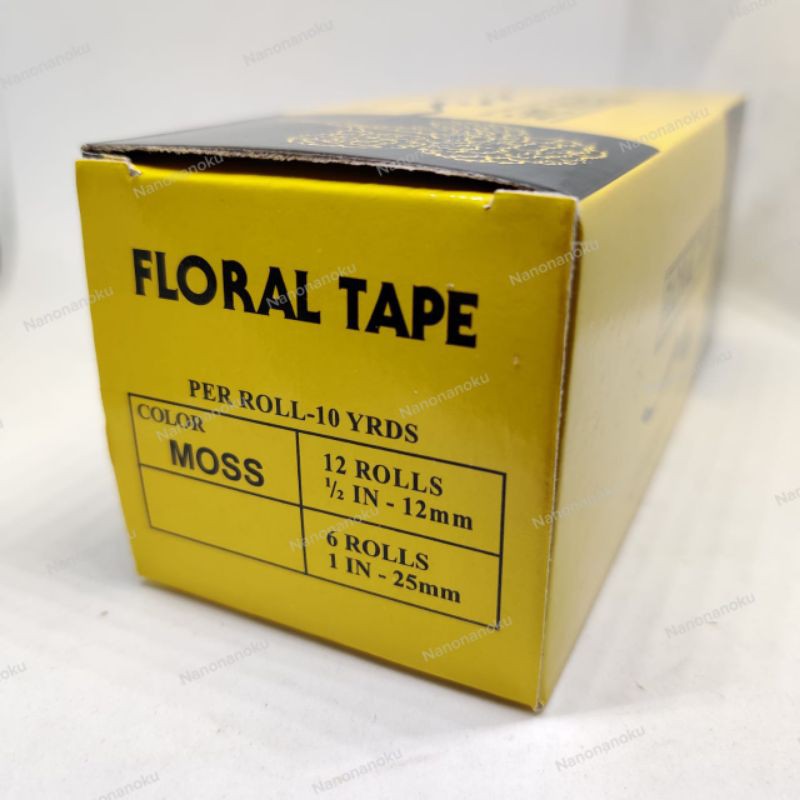 FLORAL TAPE
PER ROLL-10 YRDS
COLOR
MOSS
12 ROLLS
½ IN - 12mm
6 ROLLS
1 IN - 25mm
Nanonanoku